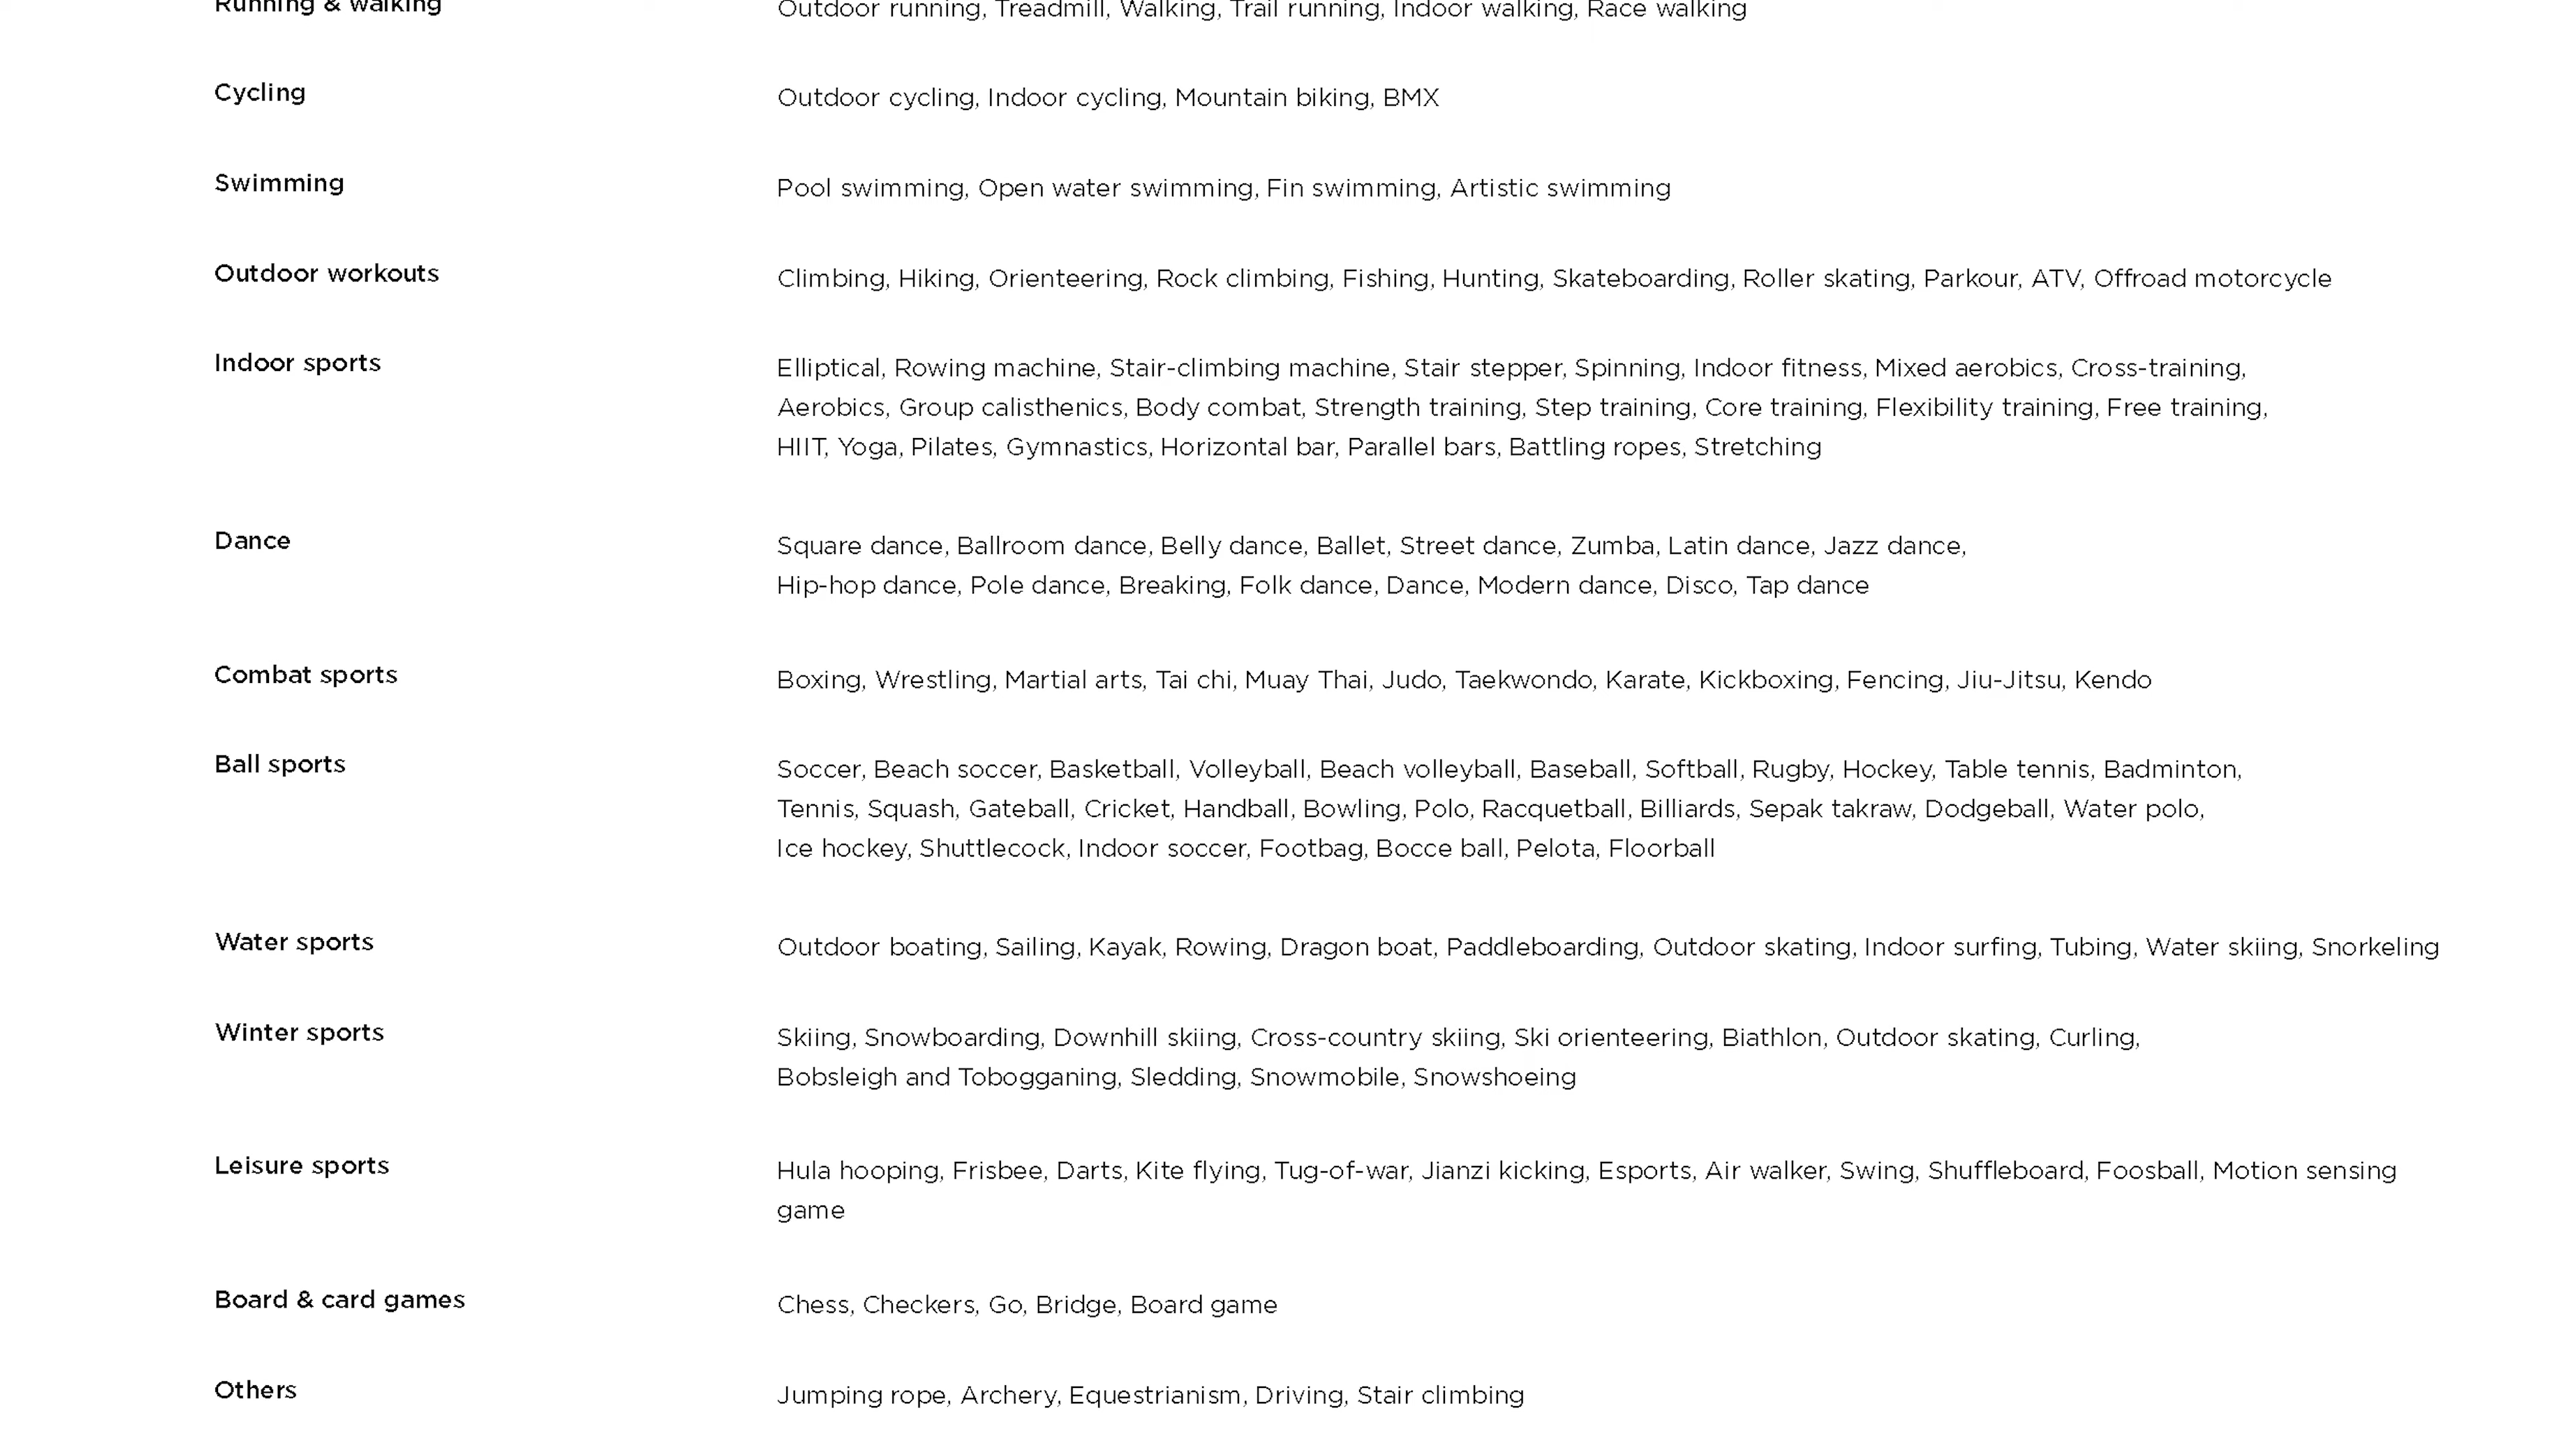 Running & walking
Outdoor running, Treadmill, Walking, Trail running, Indoor walking, Race walking
Cycling
Outdoor cycling, Indoor cycling, Mountain biking, BMX
Swimming
Pool swimming, Open water swimming, Fin swimming, Artistic swimming
Outdoor workouts
Climbing, Hiking, Orienteering, Rock climbing, Fishing, Hunting, Skateboarding, Roller skating, Parkour, ATV, Offroad motorcycle
Indoor sports
Elliptical, Rowing machine, Stair-climbing machine, Stair stepper, Spinning, Indoor fitness, Mixed aerobics, Cross-training,
Aerobics, Group calisthenics, Body combat, Strength training, Step training, Core training, Flexibility training, Free training,
HIIT, Yoga, Pilates, Gymnastics, Horizontal bar, Parallel bars, Battling ropes, Stretching
Dance
Square dance, Ballroom dance, Belly dance, Ballet, Street dance, Zumba, Latin dance, Jazz dance,
Hip-hop dance, Pole dance, Breaking, Folk dance, Dance, Modern dance, Disco, Tap dance
Combat sports
Boxing, Wrestling, Martial arts, Tai chi, Muay Thai, Judo, Taekwondo, Karate, Kickboxing, Fencing, Jiu-Jitsu, Kendo
Ball sports
Soccer, Beach soccer, Basketball, Volleyball, Beach volleyball, Baseball, Softball, Rugby, Hockey, Table tennis, Badminton,
Tennis, Squash, Gateball, Cricket, Handball, Bowling, Polo, Racquetball, Billiards, Sepak takraw, Dodgeball, Water polo,
Ice hockey, Shuttlecock, Indoor soccer, Footbag, Bocce ball, Pelota, Floorball
Water sports
Outdoor boating, Sailing, Kayak, Rowing, Dragon boat, Paddleboarding, Outdoor skating, Indoor surfing, Tubing, Water skiing, Snorkeling
Winter sports
Skiing, Snowboarding, Downhill skiing, Cross-country skiing, Ski orienteering, Biathlon, Outdoor skating, Curling,
Bobsleigh and Tobogganing, Sledding, Snowmobile, Snowshoeing
Leisure sports
Hula hooping, Frisbee, Darts, Kite flying, Tug-of-war, Jianzi kicking, Esports, Air walker, Swing, Shuffleboard, Foosball, Motion sensing
game
Board & card games
Chess, Checkers, Go, Bridge, Board game
Others
Jumping rope, Archery, Equestrianism, Driving, Stair climbing